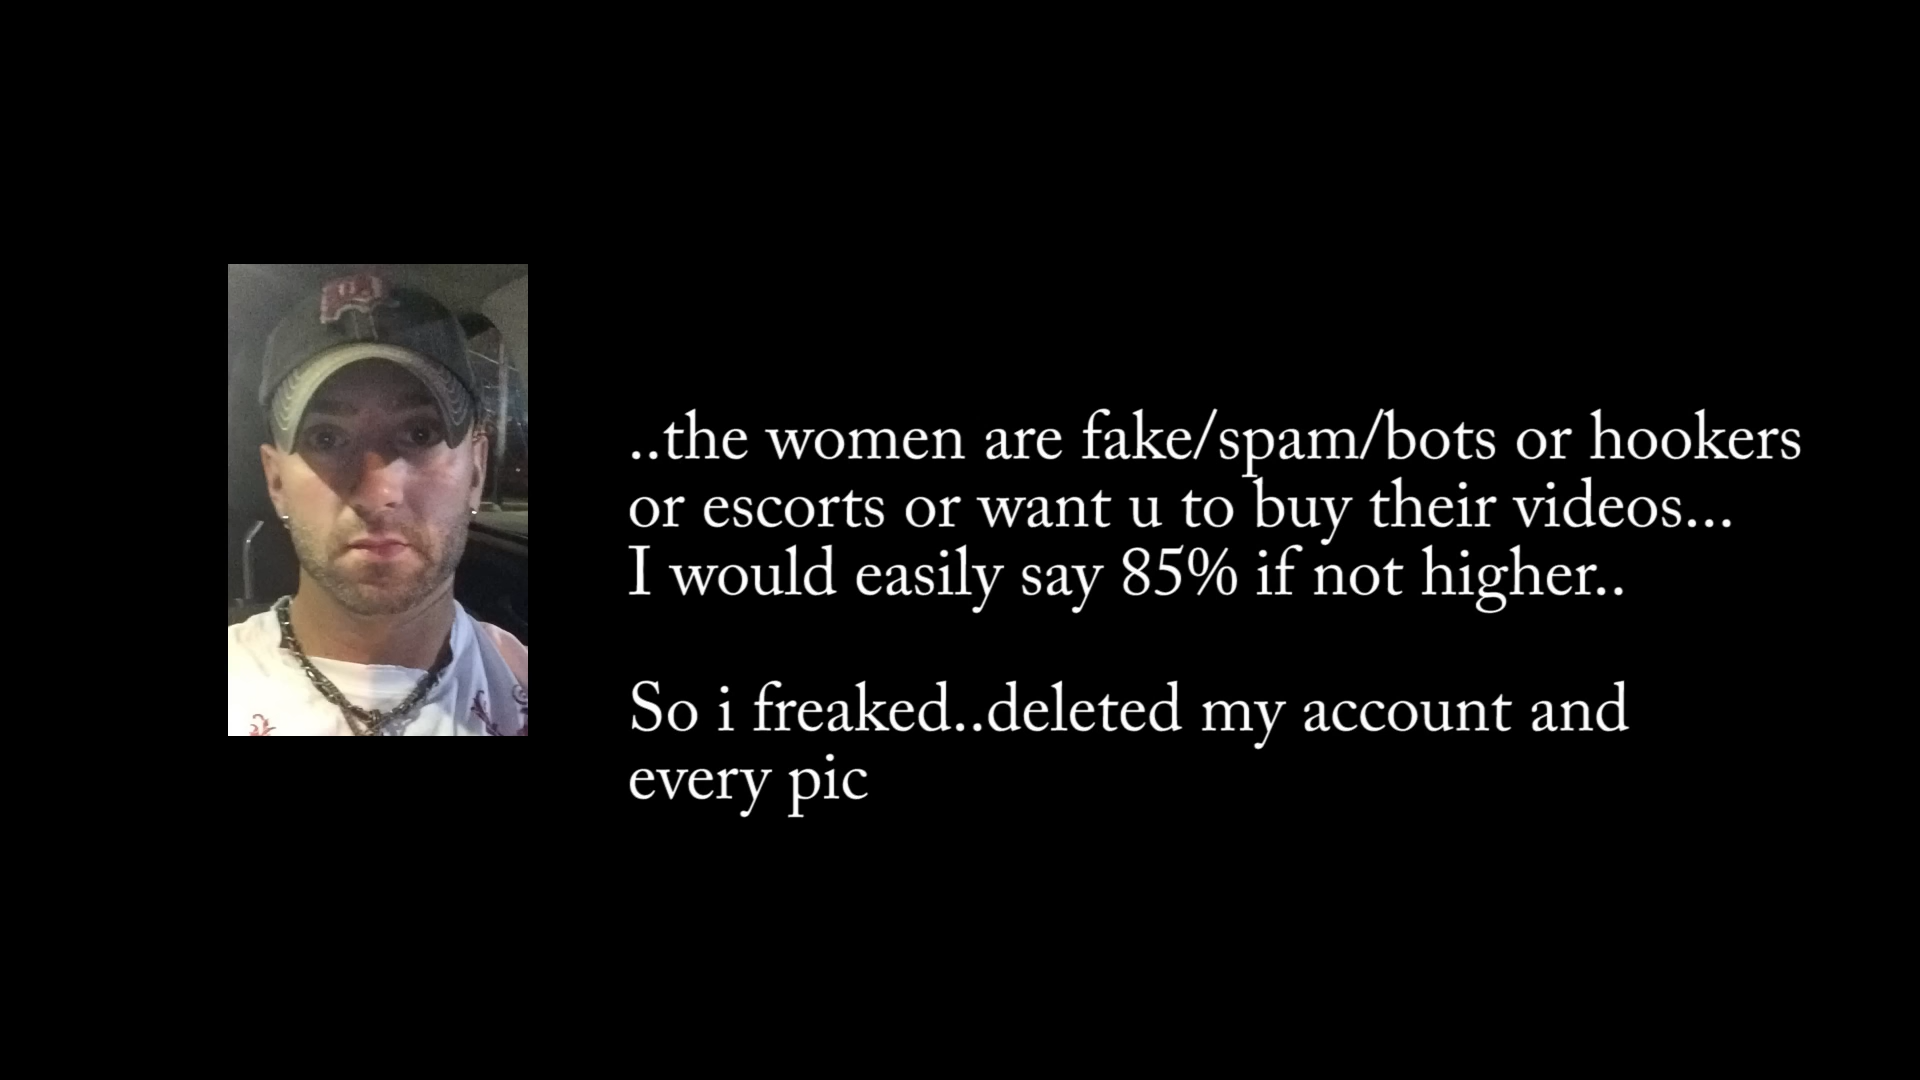 ..the women are fake/spam/bots or hookers
or escorts or want u to buy their videos...
I would easily say 85% if not higher..
So i freaked..deleted my account and
every pic